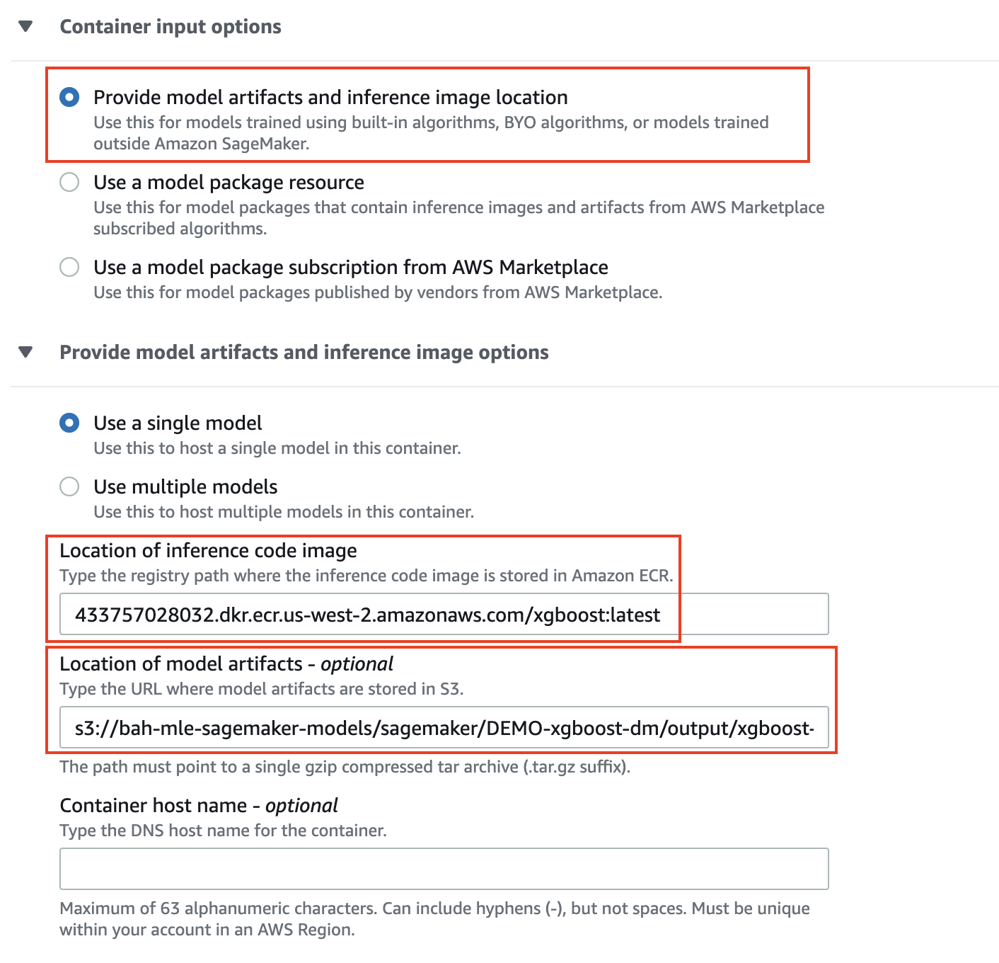 Container input options
Provide model artifacts and inference image location
Use this for models trained using built-in algorithms, BYO algorithms, or models trained
outside Amazon SageMaker.
Use a model package resource
Use this for model packages that contain inference images and artifacts from AWS Marketplace
subscribed algorithms.
Use a model package subscription from AWS Marketplace
Use this for model packages published by vendors from AWS Marketplace.
Provide model artifacts and inference image options
Use a single model
Use this to host a single model in this container.
Use multiple models
Use this to host multiple models in this container.
Location of inference code image
Type the registry path where the inference code image is stored in Amazon ECR.
433757028032.dkr.ecr.us-west-2.amazonaws.com/xgboost:latest
Location of model artifacts - optional
Type the URL where model artifacts are stored in S3.
s3://bah-mle-sagemaker-models/sagemaker/DEMO-xgboost-dm/output/xgboost-
The path must point to a single gzip compressed tar archive (.tar.gz suffix).
Container host name - optional
Type the DNS host name for the container.
Maximum of 63 alphanumeric characters. Can include hyphens (-), but not spaces. Must be unique
within your account in an AWS Region.